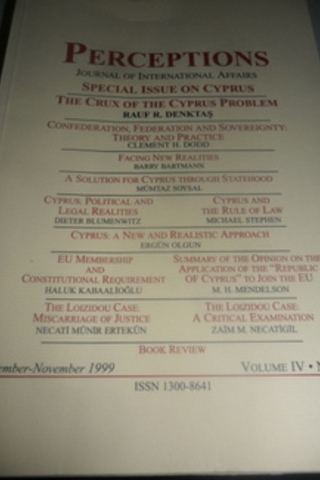 PERCEPTIONS
JOURNAL OF INTERNATIONAL AFFAIRS
SPECIAL ISSUE ON CYPRUS
THE CRUX OF THE CYPRUS PROBLEM
RAUF R. DENKTAŞ
CONFEDERATION, FEDERATION AND SOVEREIGNTY:
THEORY AND PRACTICE
CLEMENT H. DODD
FACING NEW REALITIES
BARRY BARTMANN
A SOLUTION FOR CYPRUS THROUGH STATEHOOD
MÜMTAZ SOYSAL
CYPRUS: POLITICAL AND
LEGAL REALITIES
DIETER BLUMENWITZ
CYPRUS AND
THE RULE OF LAW
MICHAEL STEPHEN
CYPRUS: A NEW AND REALISTIC APPROACH
ERGÜN OLGUN
EU MEMBERSHIP
AND
CONSTITUTIONAL REQUIREMENT
HALUK KABAALIOĞLU
SUMMARY OF THE OPINION ON THE
APPLICATION OF THE "REPUBLIC
OF CYPRUS" TO JOIN THE EU
M. H. MENDELSON
THE LOIZIDOU CASE:
MISCARRIAGE OF JUSTICE
NECATİ MÜNİR ERTEKÜN
THE LOIZIDOU CASE:
A CRITICAL EXAMINATION
ZAİM M. NECATİGİL
BOOK REVIEW
ember-November 1999
VOLUME IV •
ISSN 1300-8641